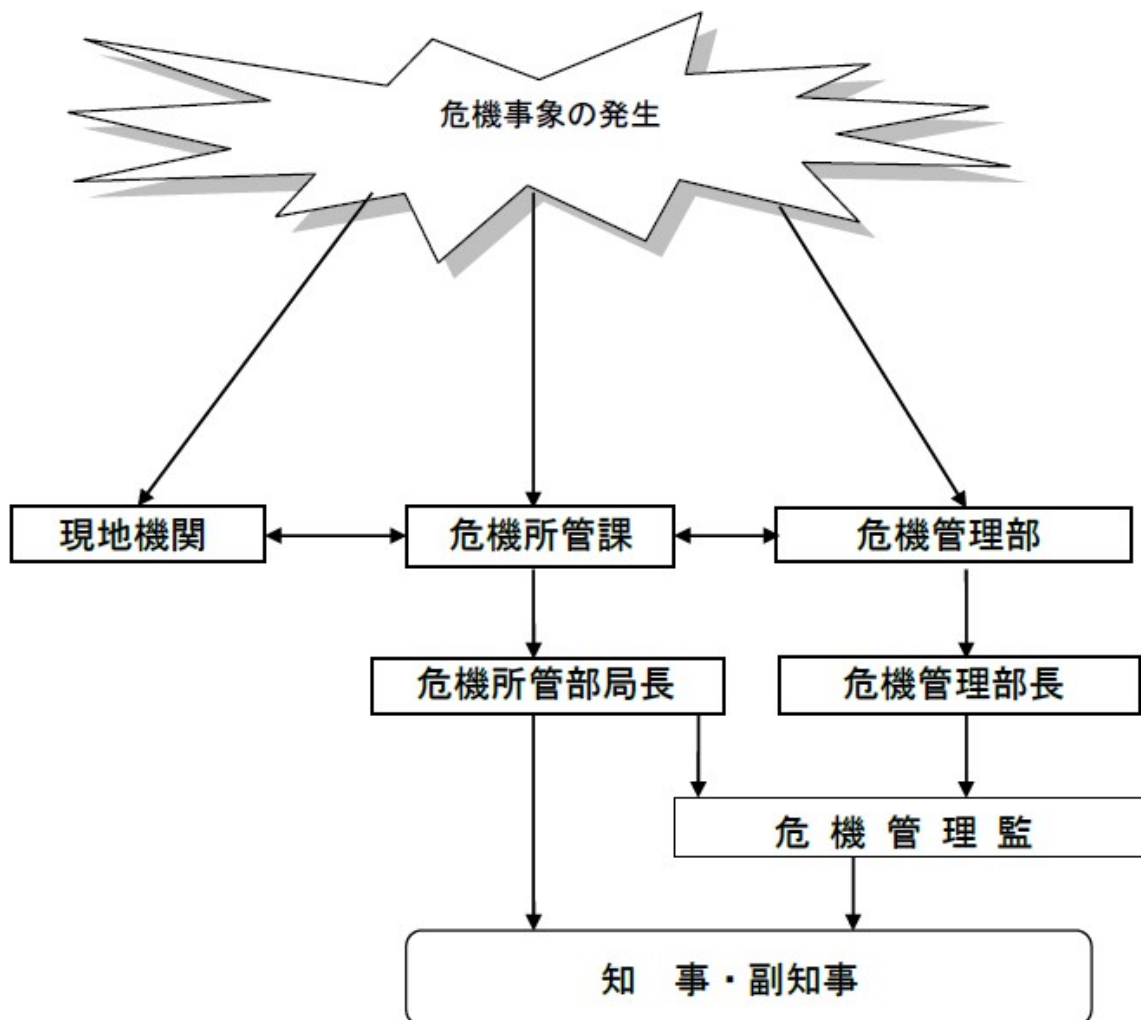 危機事象の発生
現地機関
危機所管課
危機管理部
危機所管部局長
危機管理部長
危 機 管 理 監
知　事・副知事